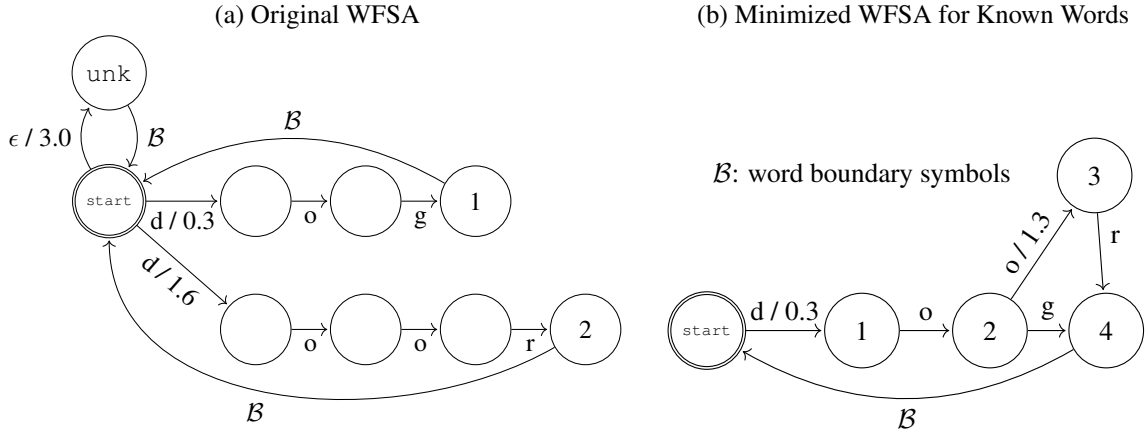 (a) Original WFSA
(b) Minimized WFSA for Known Words
unk
ϵ / 3.0
ℬ
ℬ
start
d / 0.3
o
g
1
d / 1.6
o
o
r
2
ℬ
ℬ: word boundary symbols
3
o / 1.3
r
start
d / 0.3
1
o
2
g
4
ℬ